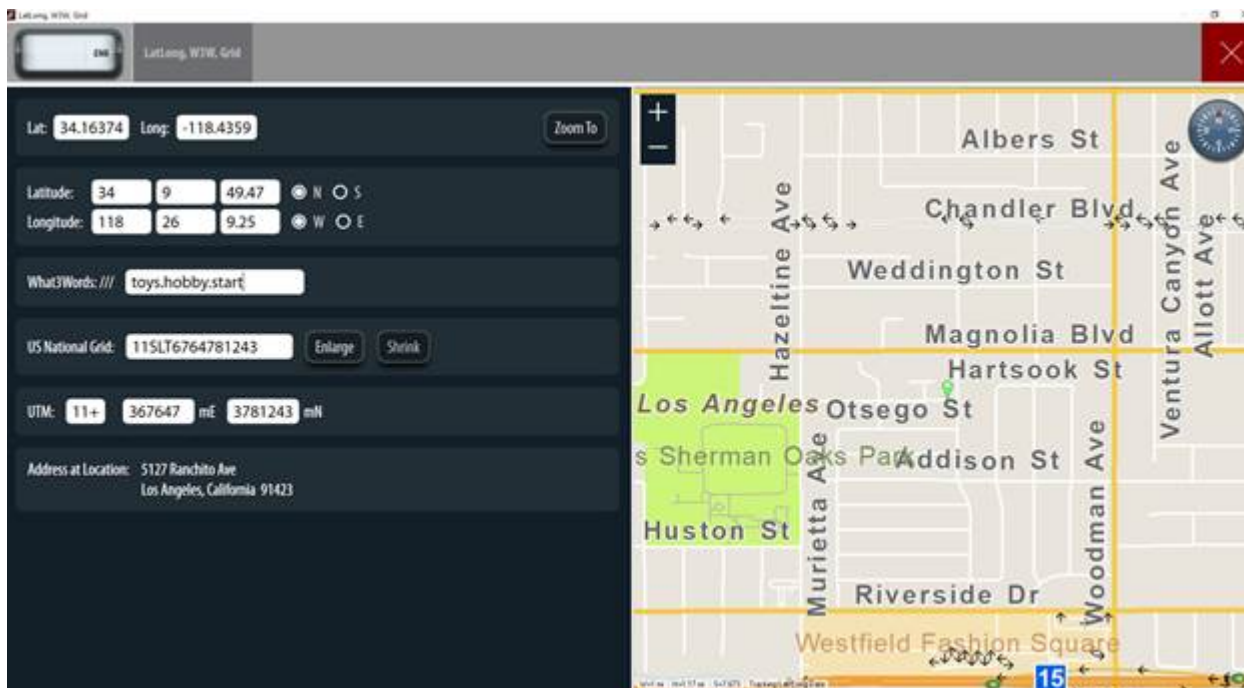 LatLong, W3W, Grid
ENG
LatLong, W3W, Grid
Lat: 34.16374 Long: -118.4359 Zoom To
Latitude: 34 9 49.47 N S
Longitude: 118 26 9.25 W E
What3Words: /// toys.hobby.start
US National Grid: 11SLT6764781243 Enlarge Shrink
UTM: 11+ 367647 mE 3781243 mN
Address at Location: 5127 Ranchito Ave
Los Angeles, California 91423
+
−
Albers St
Chandler Blvd
Hazeltine Ave
Weddington St
Ventura Canyon Ave
Allott Ave
Magnolia Blvd
Hartsook St
Los Angeles
Otsego St
s Sherman Oaks Park
Addison St
Murietta Ave
Woodman Ave
Huston St
Riverside Dr
Westfield Fashion Square
15